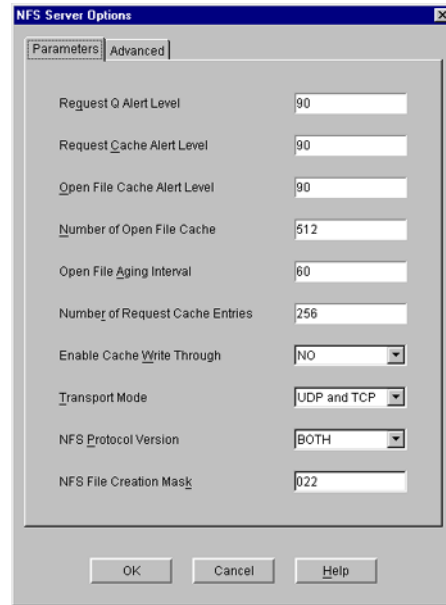 NFS Server Options
Parameters Advanced
Request Q Alert Level 90
Request Cache Alert Level 90
Open File Cache Alert Level 90
Number of Open File Cache 512
Open File Aging Interval 60
Number of Request Cache Entries 256
Enable Cache Write Through NO
Transport Mode UDP and TCP
NFS Protocol Version BOTH
NFS File Creation Mask 022
OK Cancel Help